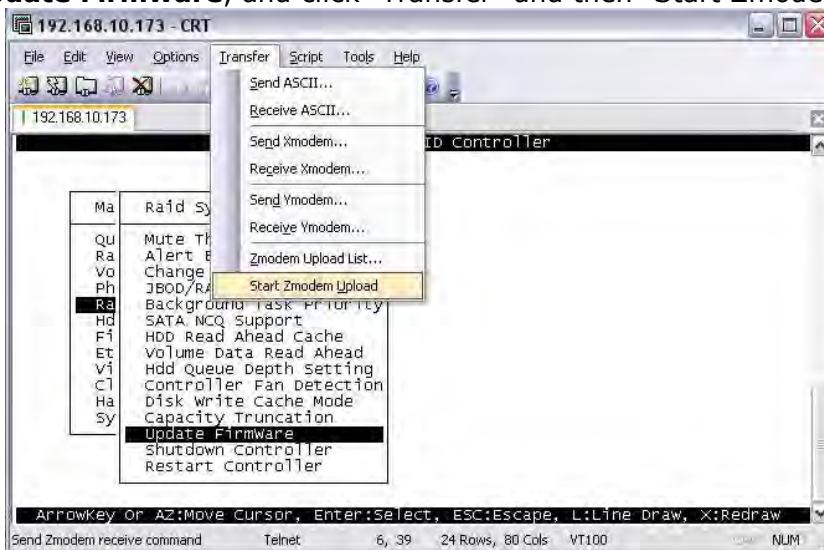 date Firmware, and click "Transfer" and then "Start Zmode
192.168.10.173 - CRT
File Edit View Options Transfer Script Tools Help
192.168.10.173
Send ASCII...
Receive ASCII...
Send Xmodem...
Receive Xmodem...
Send Ymodem...
Receive Ymodem...
Zmodem Upload List...
Start Zmodem Upload
ID Controller
Ma
Qu
Ra
Vo
Ph
Ra
Hd
Fi
Et
Vi
Cl
Ha
Sy
Raid Sy
Mute Th
Alert B
Change
JBOD/RA
Background Task Priority
SATA NCQ Support
HDD Read Ahead Cache
Volume Data Read Ahead
Hdd Queue Depth Setting
Controller Fan Detection
Disk Write Cache Mode
Capacity Truncation
Update FirmWare
Shutdown Controller
Restart Controller
ArrowKey Or AZ:Move Cursor, Enter:Select, ESC:Escape, L:Line Draw, X:Redraw
Send Zmodem receive command Telnet 6, 39 24 Rows, 80 Cols VT100 NUM